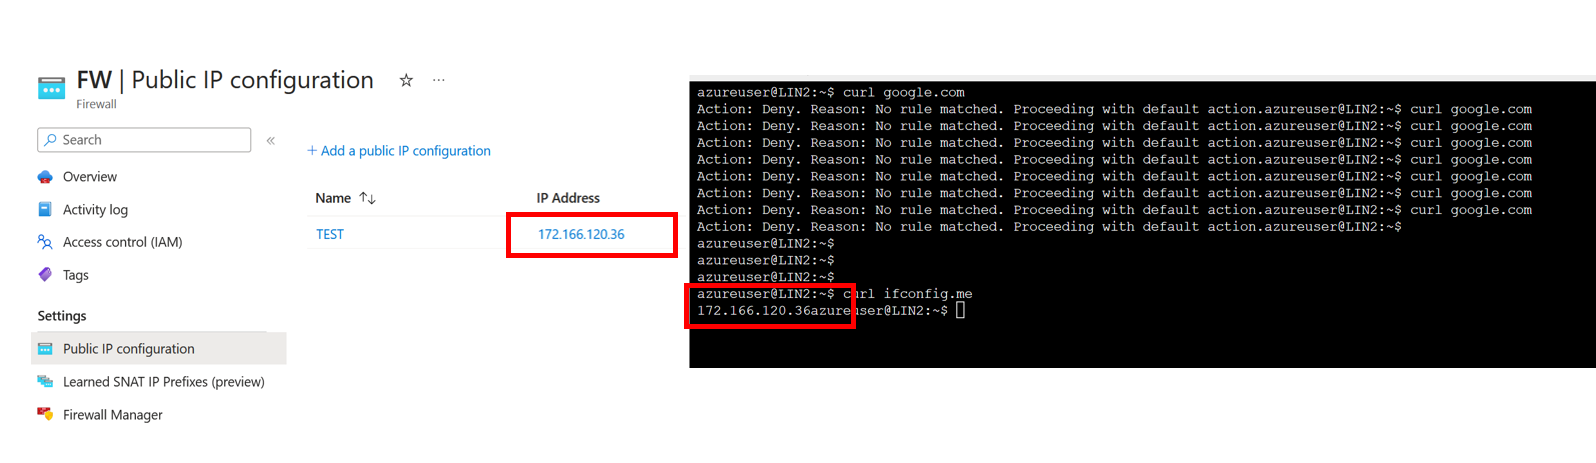 FW | Public IP configuration
Firewall
Search
Overview
Activity log
Access control (IAM)
Tags
Settings
Public IP configuration
Learned SNAT IP Prefixes (preview)
Firewall Manager
+ Add a public IP configuration
Name ↑↓ IP Address
TEST 172.166.120.36
azureuser@LIN2:~$ curl google.com
Action: Deny. Reason: No rule matched. Proceeding with default action.azureuser@LIN2:~$ curl google.com
Action: Deny. Reason: No rule matched. Proceeding with default action.azureuser@LIN2:~$ curl google.com
Action: Deny. Reason: No rule matched. Proceeding with default action.azureuser@LIN2:~$ curl google.com
Action: Deny. Reason: No rule matched. Proceeding with default action.azureuser@LIN2:~$ curl google.com
Action: Deny. Reason: No rule matched. Proceeding with default action.azureuser@LIN2:~$ curl google.com
Action: Deny. Reason: No rule matched. Proceeding with default action.azureuser@LIN2:~$ curl google.com
Action: Deny. Reason: No rule matched. Proceeding with default action.azureuser@LIN2:~$ curl google.com
Action: Deny. Reason: No rule matched. Proceeding with default action.azureuser@LIN2:~$
azureuser@LIN2:~$
azureuser@LIN2:~$
azureuser@LIN2:~$
azureuser@LIN2:~$ curl ifconfig.me
172.166.120.36azureuser@LIN2:~$